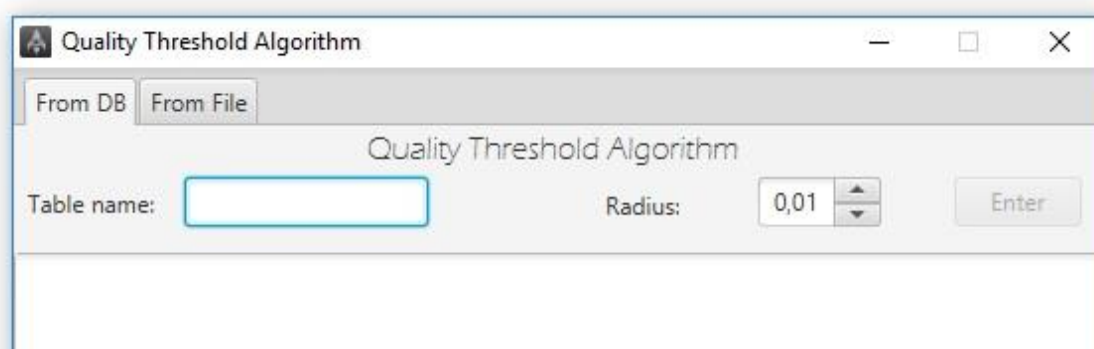 Quality Threshold Algorithm
From DB From File
Quality Threshold Algorithm
Table name: Radius: 0,01 Enter